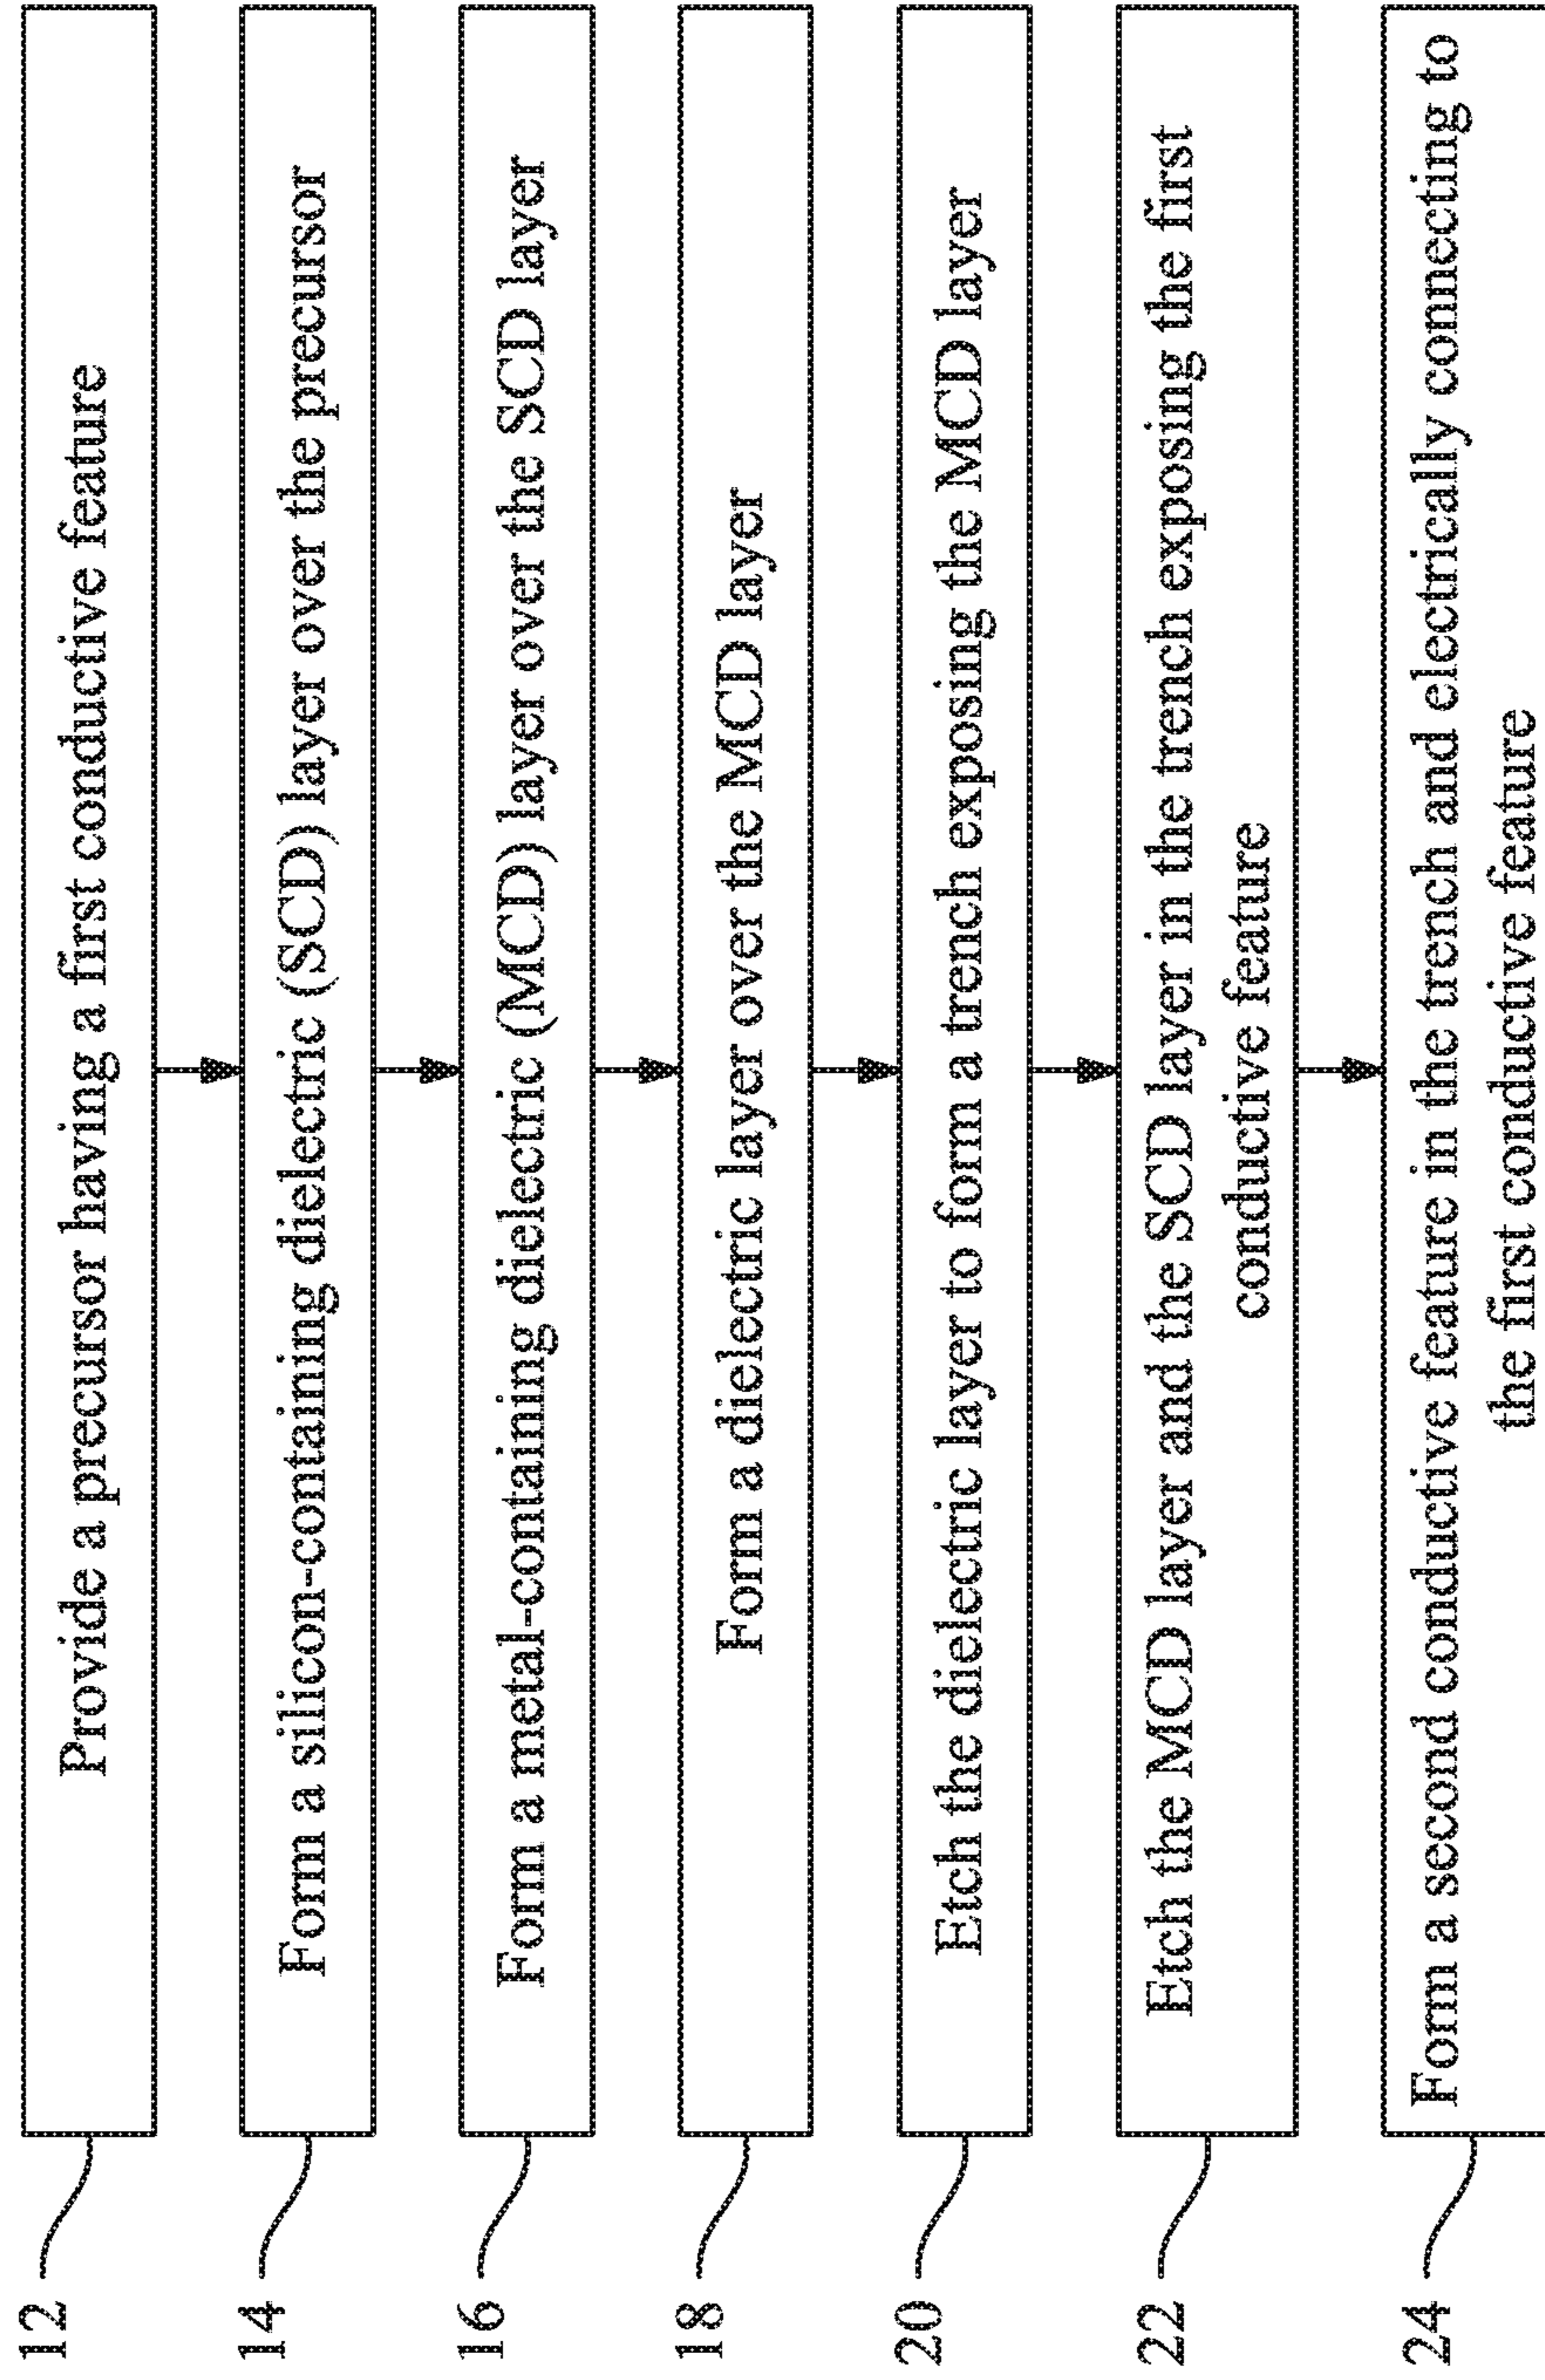 12
Provide a precursor having a first conductive feature
14
Form a silicon-containing dielectric (SCD) layer over the precursor
16
Form a metal-containing dielectric (MCD) layer over the SCD layer
18
Form a dielectric layer over the MCD layer
20
Etch the dielectric layer to form a trench exposing the MCD layer
22
Etch the MCD layer and the SCD layer in the trench exposing the first
conductive feature
24
Form a second conductive feature in the trench and electrically connecting to
the first conductive feature